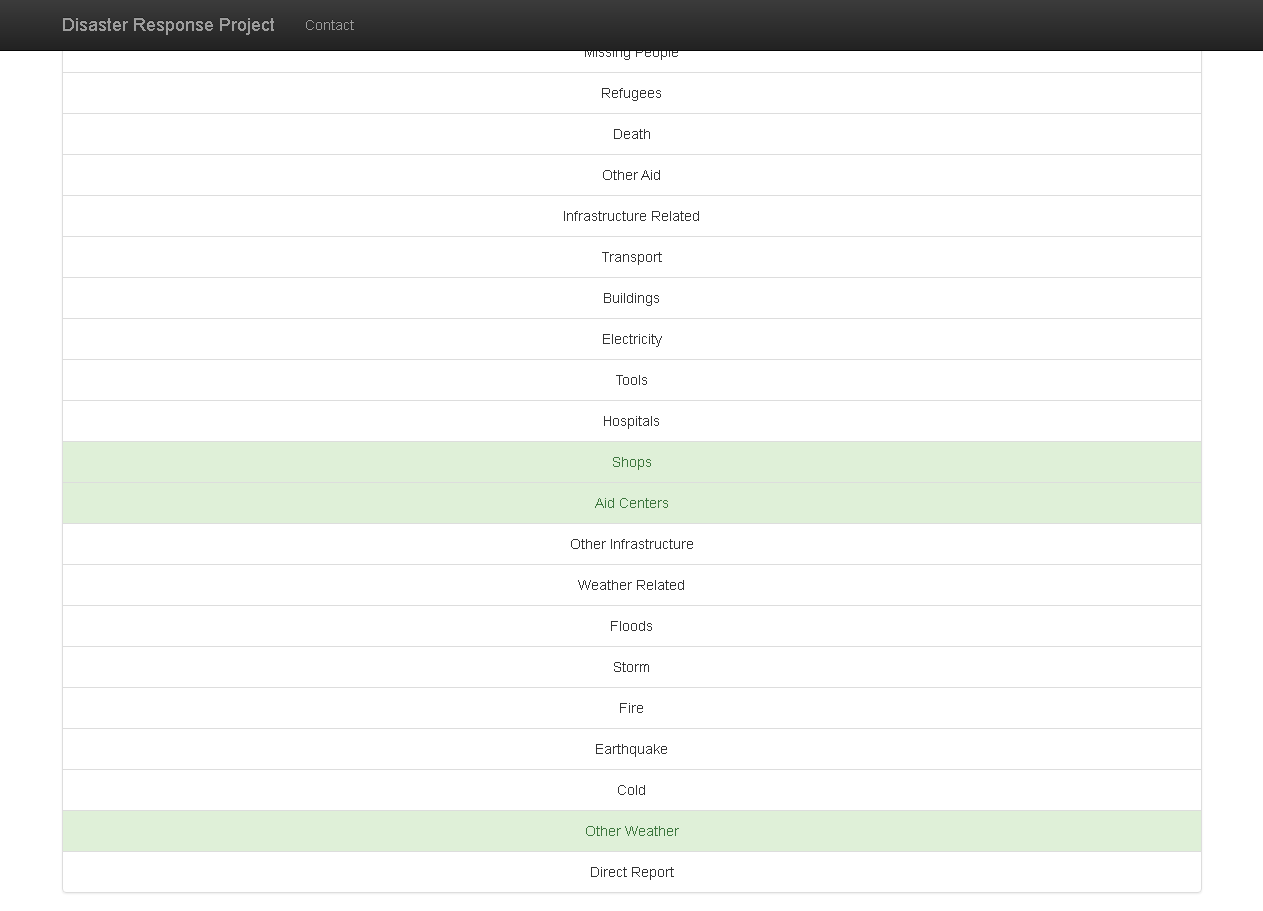 Disaster Response Project Contact
Missing People
Refugees
Death
Other Aid
Infrastructure Related
Transport
Buildings
Electricity
Tools
Hospitals
Shops
Aid Centers
Other Infrastructure
Weather Related
Floods
Storm
Fire
Earthquake
Cold
Other Weather
Direct Report